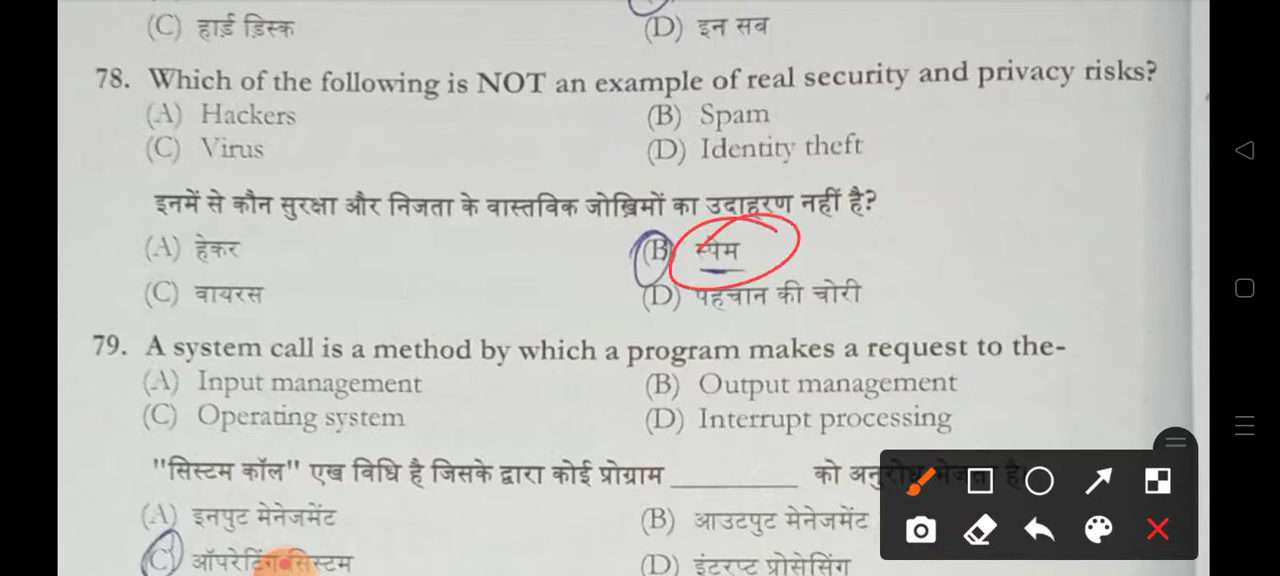 (C) हार्ड डिस्क (D) इन सब
78. Which of the following is NOT an example of real security and privacy risks?
(A) Hackers (B) Spam
(C) Virus (D) Identity theft
इनमें से कौन सुरक्षा और निजता के वास्तविक जोख़िमों का उदाहरण नहीं है?
(A) हेकर (B) स्पेम
(C) वायरस (D) पहचान की चोरी
79. A system call is a method by which a program makes a request to the-
(A) Input management (B) Output management
(C) Operating system (D) Interrupt processing
"सिस्टम कॉल" एख विधि है जिसके द्वारा कोई प्रोग्राम __________ को अनुरोध भेजता है।
(A) इनपुट मेनेजमेंट (B) आउटपुट मेनेजमेंट
(C) ऑपरेटिंग सिस्टम (D) इंटरप्ट प्रोसेसिंग